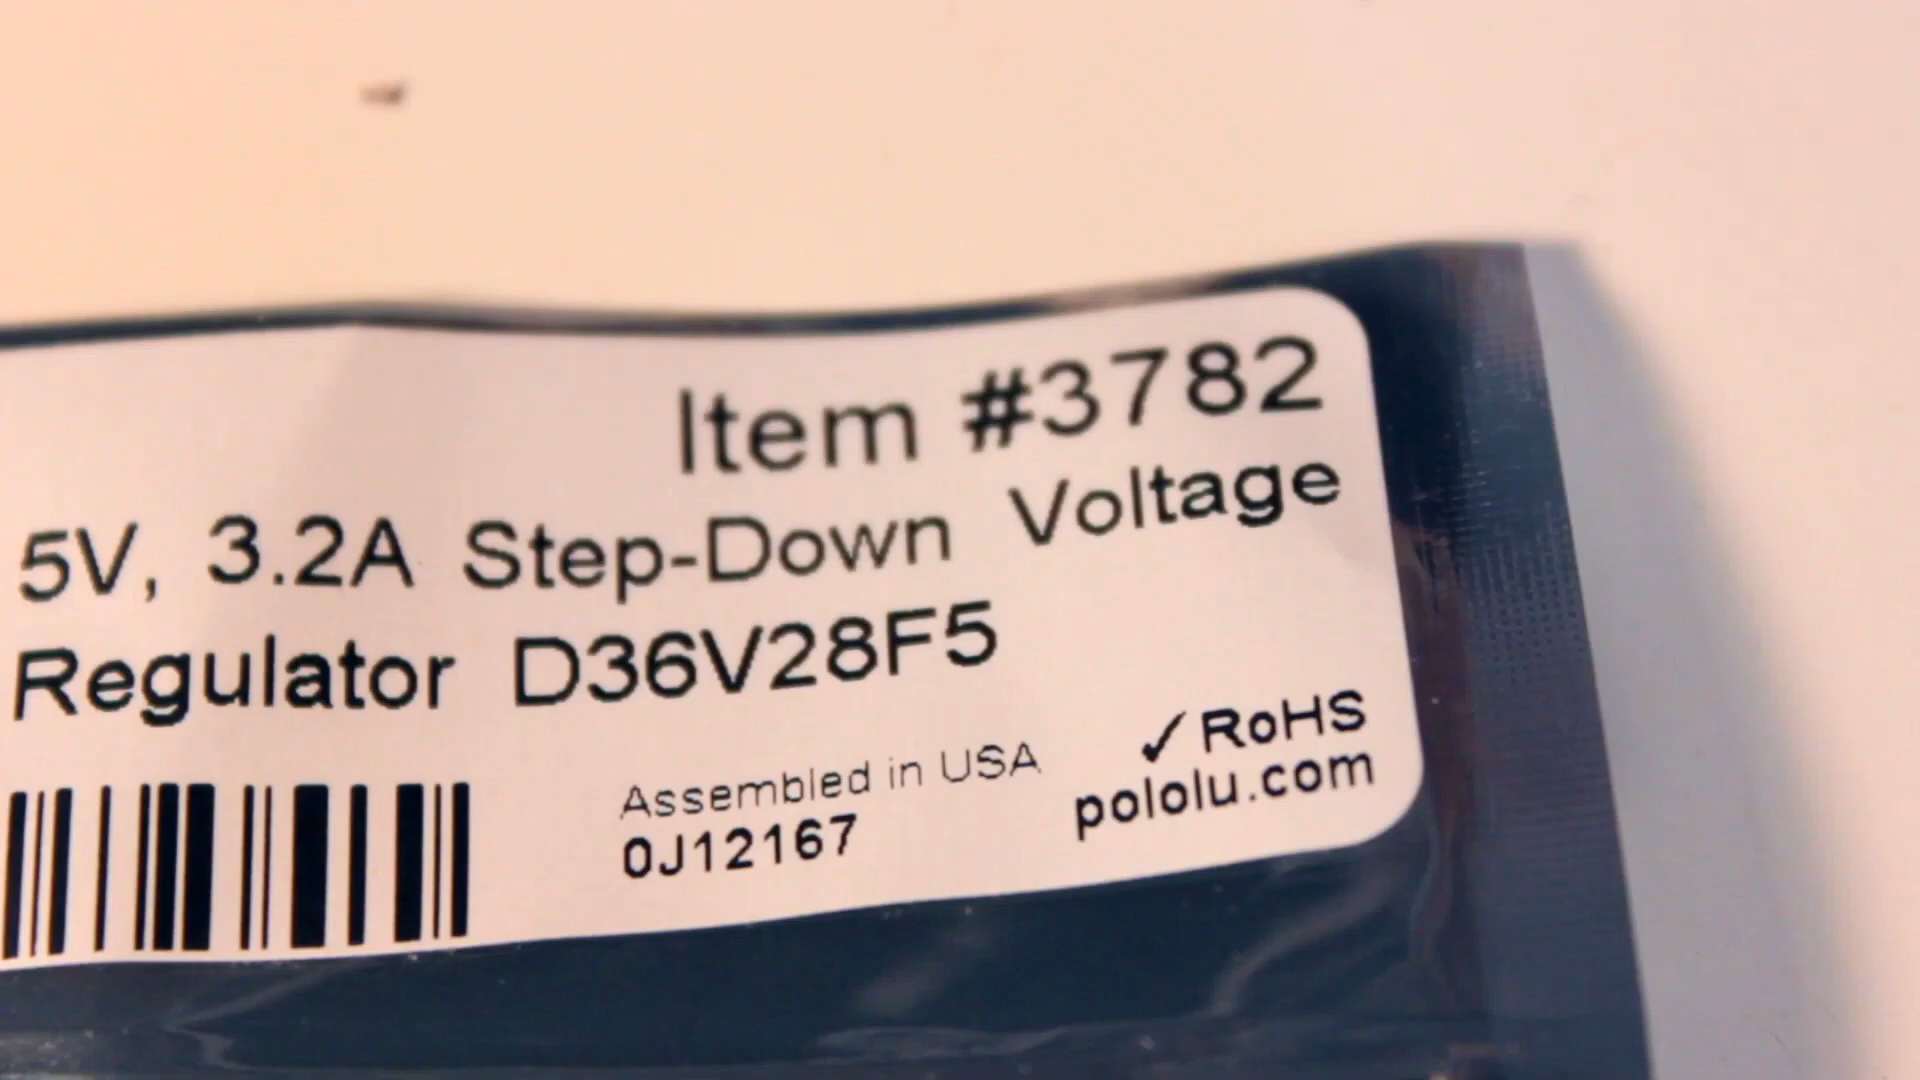 Item #3782
5V, 3.2A Step-Down Voltage
Regulator D36V28F5
Assembled in USA
0J12167
✓RoHS
pololu.com